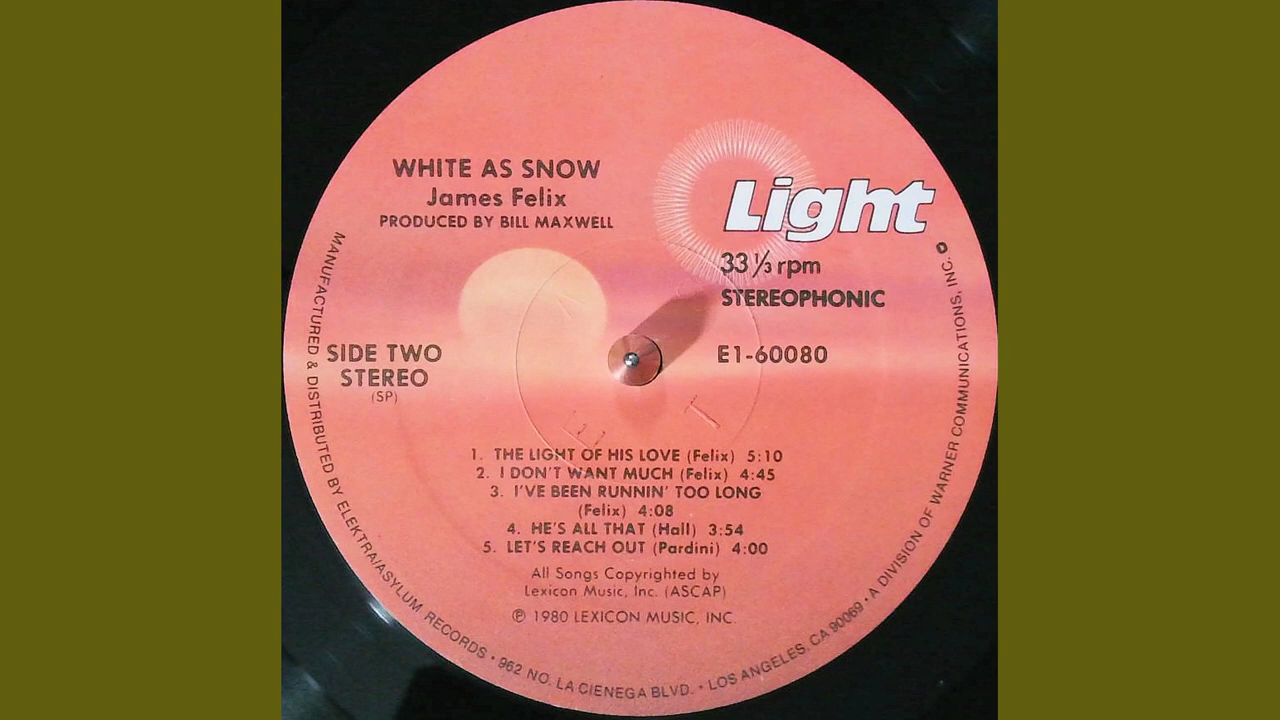 WHITE AS SNOW
James Felix
PRODUCED BY BILL MAXWELL
Light
33 1/3 rpm
STEREOPHONIC
SIDE TWO
STEREO
(SP)
E1-60080
1. THE LIGHT OF HIS LOVE (Felix) 5:10
2. I DON'T WANT MUCH (Felix) 4:45
3. I'VE BEEN RUNNIN' TOO LONG
(Felix) 4:08
4. HE'S ALL THAT (Hall) 3:54
5. LET'S REACH OUT (Pardini) 4:00
All Songs Copyrighted by
Lexicon Music, Inc. (ASCAP)
℗ 1980 LEXICON MUSIC, INC.
MANUFACTURED & DISTRIBUTED BY ELEKTRA/ASYLUM RECORDS • 962 NO. LA CIENEGA BLVD. • LOS ANGELES, CA 90069 • A DIVISION OF WARNER COMMUNICATIONS, INC.